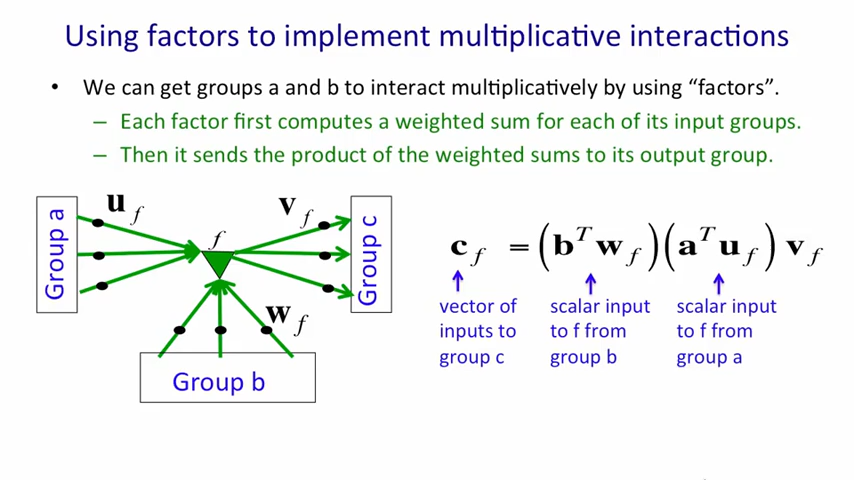 Using factors to implement multiplicative interactions
• We can get groups a and b to interact multiplicatively by using “factors”.
– Each factor first computes a weighted sum for each of its input groups.
– Then it sends the product of the weighted sums to its output group.
Group a
u_f
f
v_f
Group c
w_f
Group b
c_f = (b^T w_f)(a^T u_f) v_f
vector of inputs to group c
scalar input to f from group b
scalar input to f from group a